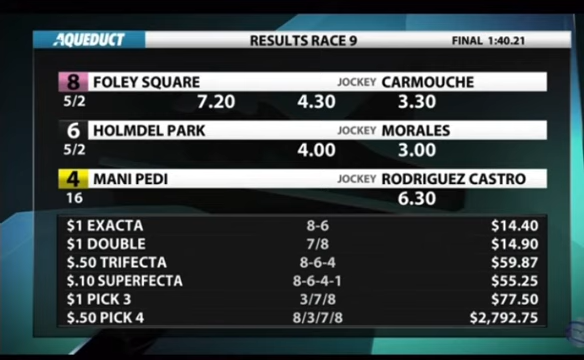 AQUEDUCT RESULTS RACE 9 FINAL 1:40.21
8 FOLEY SQUARE JOCKEY CARMOUCHE
5/2 7.20 4.30 3.30
6 HOLMDEL PARK JOCKEY MORALES
5/2 4.00 3.00
4 MANI PEDI JOCKEY RODRIGUEZ CASTRO
16 6.30
$1 EXACTA 8-6 $14.40
$1 DOUBLE 7/8 $14.90
$.50 TRIFECTA 8-6-4 $59.87
$.10 SUPERFECTA 8-6-4-1 $55.25
$1 PICK 3 3/7/8 $77.50
$.50 PICK 4 8/3/7/8 $2,792.75